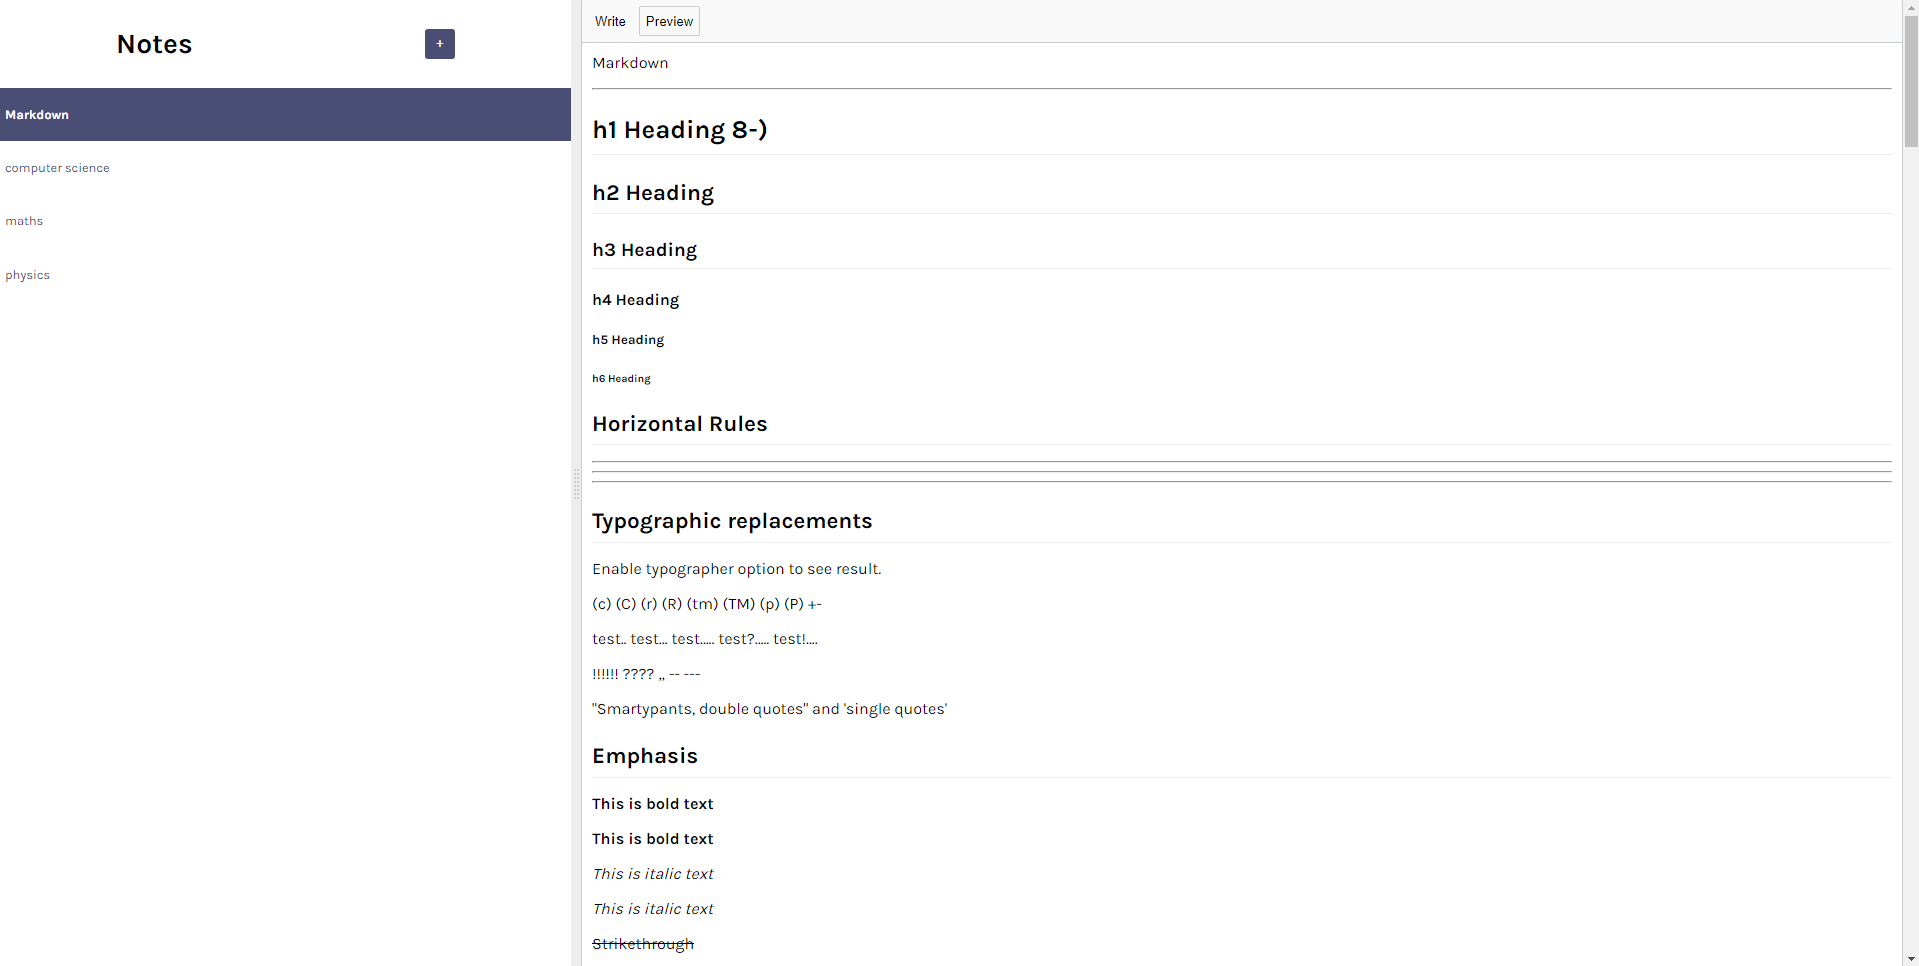 Notes
+
Markdown
computer science
maths
physics
Write Preview
Markdown
h1 Heading 8-)
h2 Heading
h3 Heading
h4 Heading
h5 Heading
h6 Heading
Horizontal Rules
Typographic replacements
Enable typographer option to see result.
(c) (C) (r) (R) (tm) (TM) (p) (P) +-
test.. test... test..... test?..... test!....
!!!!!! ???? ,, -- ---
"Smartypants, double quotes" and 'single quotes'
Emphasis
This is bold text
This is bold text
This is italic text
This is italic text
Strikethrough